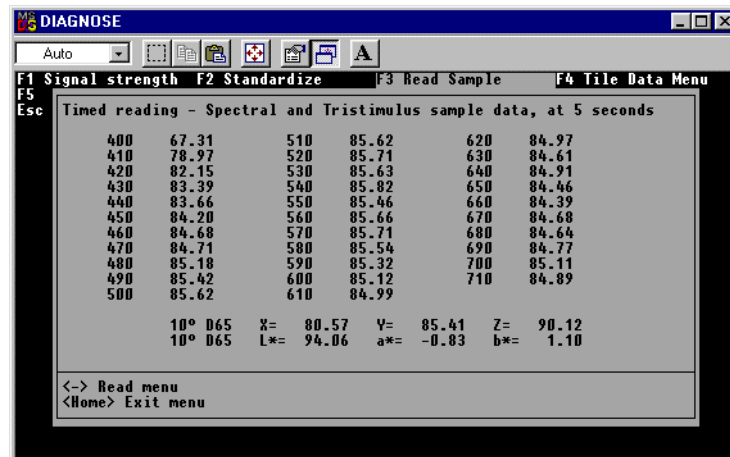 MS DOS DIAGNOSE
Auto A
F1 Signal strength F2 Standardize F3 Read Sample F4 Tile Data Menu
F5
Esc Timed reading - Spectral and Tristimulus sample data, at 5 seconds
400 67.31 510 85.62 620 84.97
410 78.97 520 85.71 630 84.61
420 82.15 530 85.63 640 84.91
430 83.39 540 85.82 650 84.46
440 83.66 550 85.46 660 84.39
450 84.20 560 85.66 670 84.68
460 84.68 570 85.71 680 84.64
470 84.71 580 85.54 690 84.77
480 85.18 590 85.32 700 85.11
490 85.42 600 85.12 710 84.89
500 85.62 610 84.99
10º D65 X= 80.57 Y= 85.41 Z= 90.12
10º D65 L*= 94.06 a*= -0.83 b*= 1.10
<-> Read menu
<Home> Exit menu